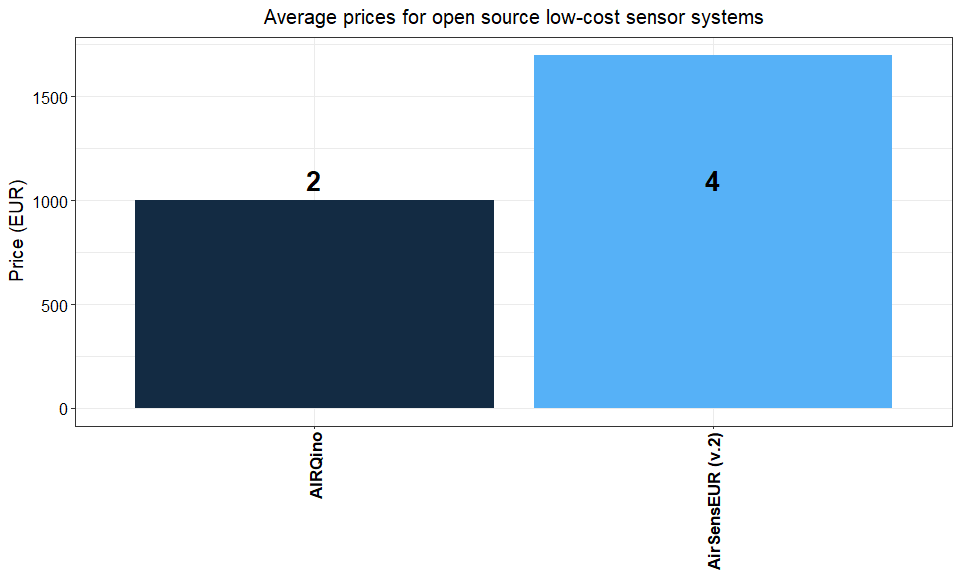 Average prices for open source low-cost sensor systems
Price (EUR)
1500
1000
500
0
2
4
AIRQino
AirSensEUR (v.2)